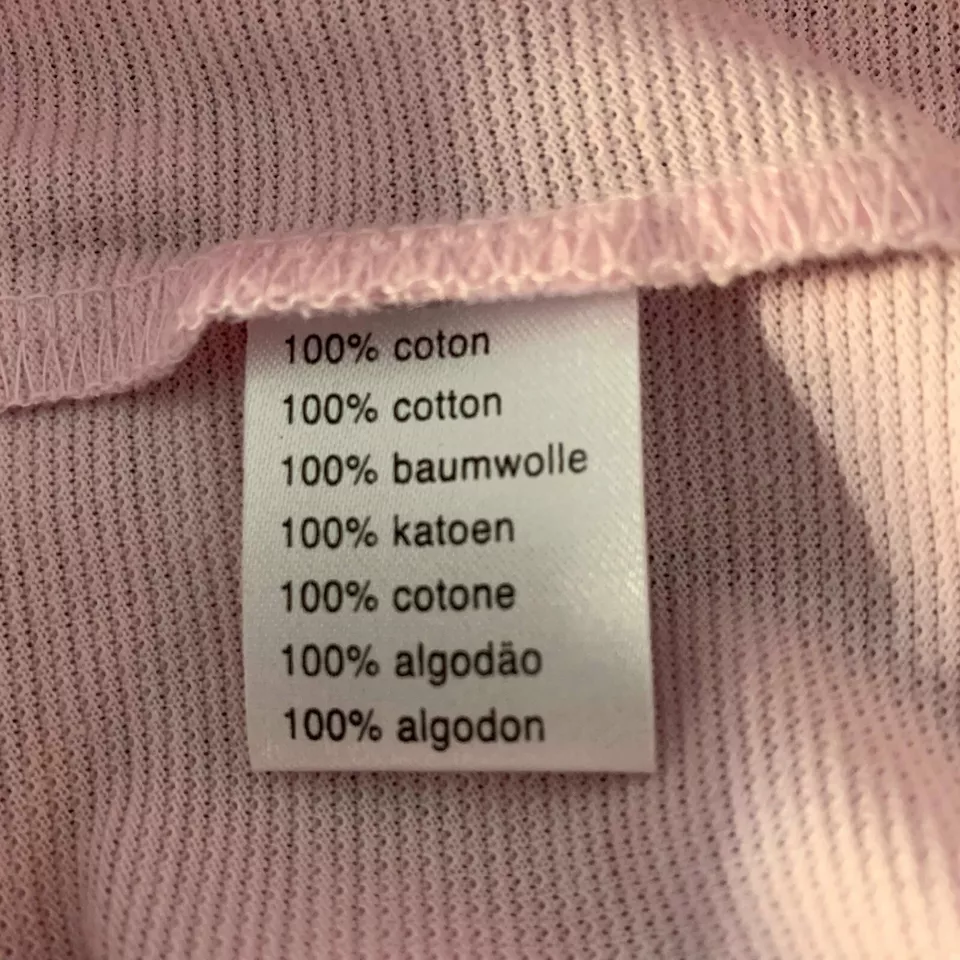 100% coton
100% cotton
100% baumwolle
100% katoen
100% cotone
100% algodão
100% algodon